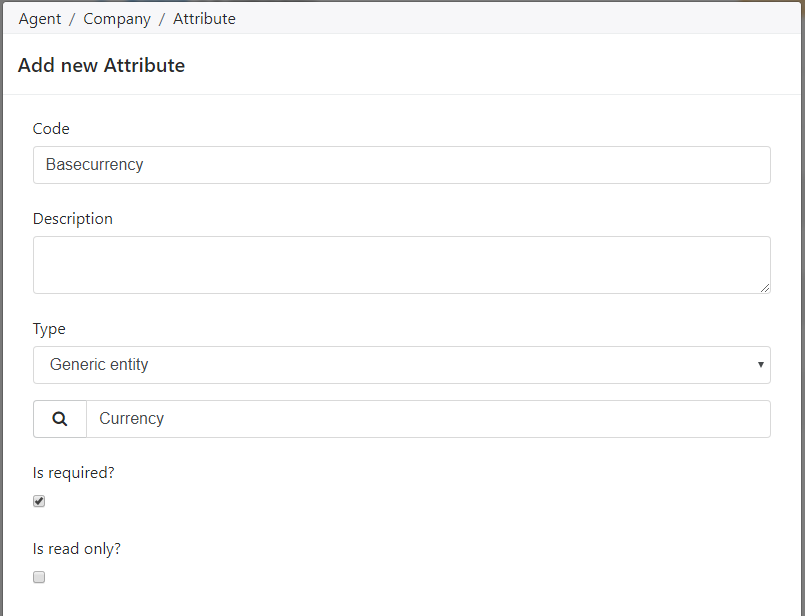 Agent / Company / Attribute
Add new Attribute
Code
Basecurrency
Description
Type
Generic entity
Currency
Is required?
Is read only?